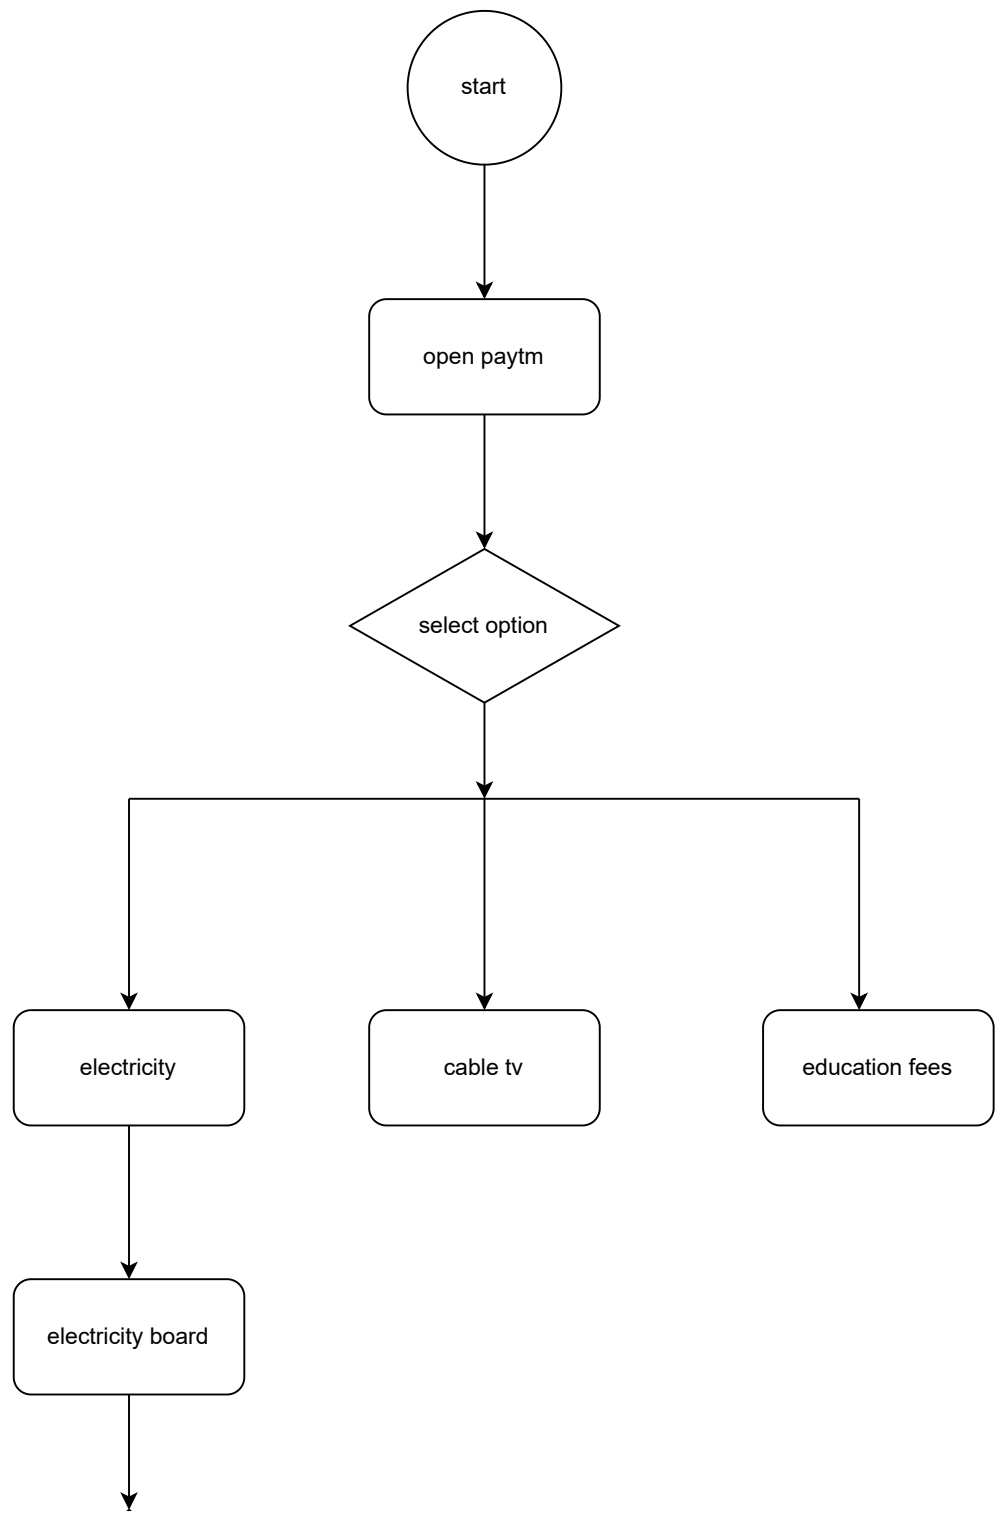 start
open paytm
select option
electricity
cable tv
education fees
electricity board